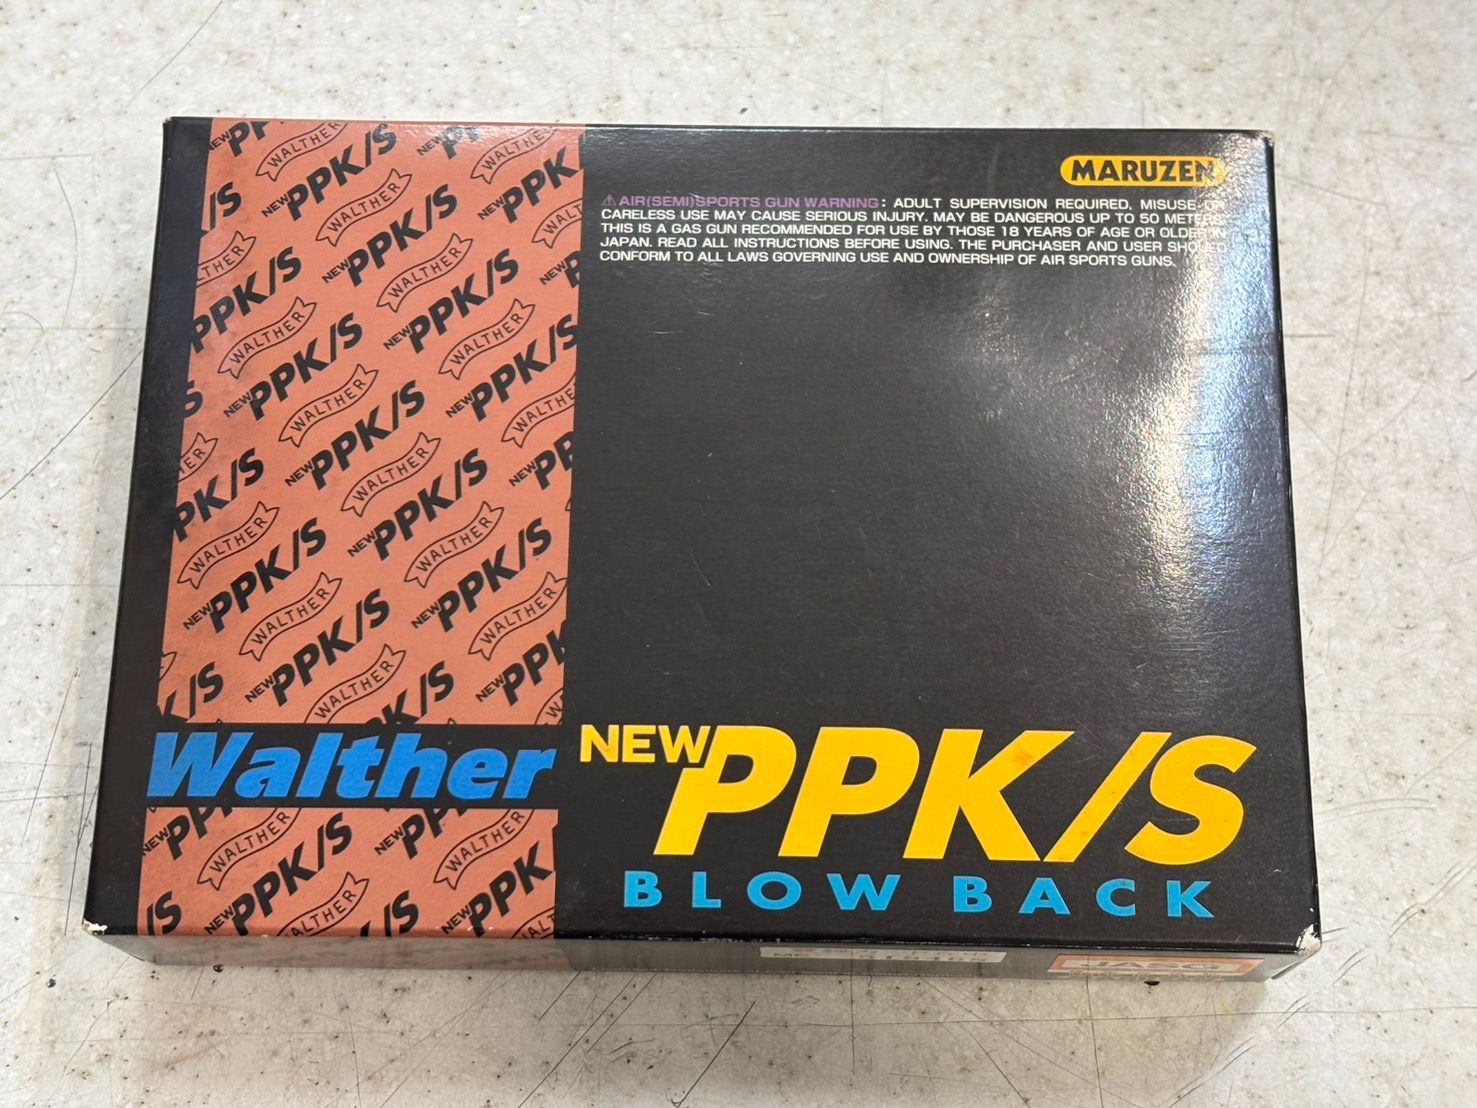 MARUZEN
⚠AIR(SEMI)SPORTS GUN WARNING: ADULT SUPERVISION REQUIRED, MISUSE OR
CARELESS USE MAY CAUSE SERIOUS INJURY. MAY BE DANGEROUS UP TO 50 METERS.
THIS IS A GAS GUN RECOMMENDED FOR USE BY THOSE 18 YEARS OF AGE OR OLDER IN
JAPAN. READ ALL INSTRUCTIONS BEFORE USING. THE PURCHASER AND USER SHOULD
CONFORM TO ALL LAWS GOVERNING USE AND OWNERSHIP OF AIR SPORTS GUNS.
NEW PPK/S
WALTHER
Walther
NEW PPK/S
BLOW BACK